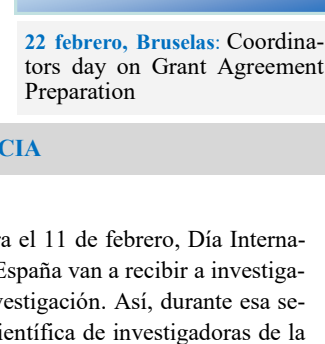 22 febrero, Bruselas: Coordina-
tors day on Grant Agreement
Preparation
CIA
el 11 de febrero, Día Interna-
España van a recibir a investiga-
vestigación. Así, durante esa se-
ientífica de investigadoras de la